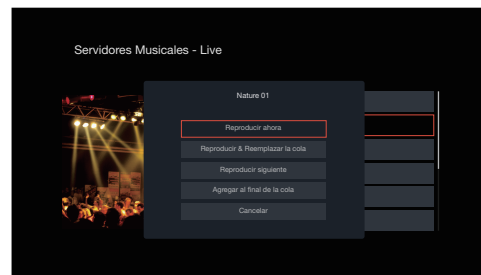 Servidores Musicales - Live
Nature 01
Reproducir ahora
Reproducir & Reemplazar la cola
Reproducir siguiente
Agregar al final de la cola
Cancelar